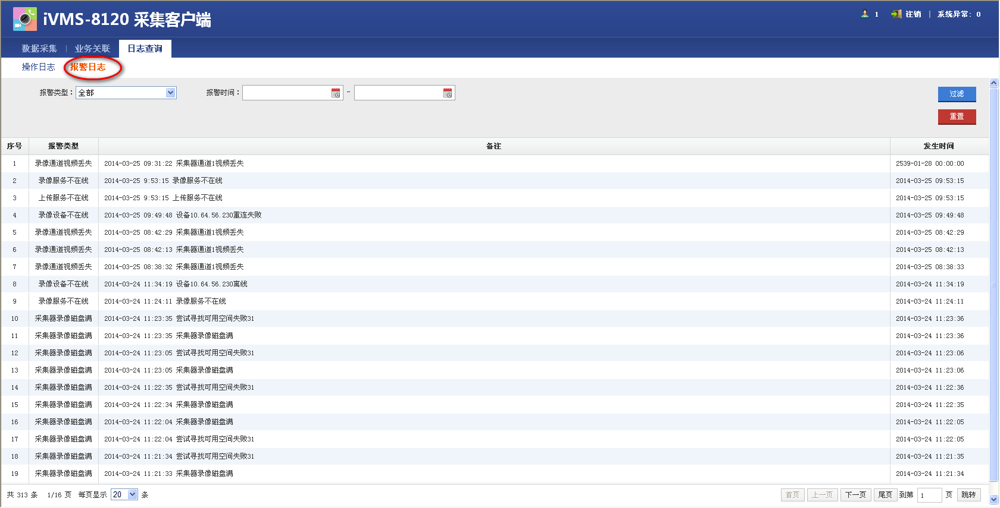 iVMS-8120 采集客户端
1 注销 | 系统异常: 0
数据采集 | 业务关联 日志查询
操作日志 报警日志
报警类型: 全部 报警时间: -
过滤
重置
序号 报警类型 备注 发生时间
1 录像通道视频丢失 2014-03-25 09:31:22 采集器通道1视频丢失 2539-01-28 00:00:00
2 录像服务不在线 2014-03-25 9:53:15 录像服务不在线 2014-03-25 09:53:15
3 上传服务不在线 2014-03-25 9:53:15 上传服务不在线 2014-03-25 09:53:15
4 录像设备不在线 2014-03-25 09:49:48 设备10.64.56.230重连失败 2014-03-25 09:49:48
5 录像通道视频丢失 2014-03-25 08:42:29 采集器通道1视频丢失 2014-03-25 08:42:29
6 录像通道视频丢失 2014-03-25 08:42:13 采集器通道1视频丢失 2014-03-25 08:42:13
7 录像通道视频丢失 2014-03-25 08:38:32 采集器通道1视频丢失 2014-03-25 08:38:33
8 录像设备不在线 2014-03-24 11:34:19 设备10.64.56.230离线 2014-03-24 11:34:19
9 录像服务不在线 2014-03-24 11:24:11 录像服务不在线 2014-03-24 11:24:11
10 采集器录像磁盘满 2014-03-24 11:23:35 尝试寻找可用空间失败31 2014-03-24 11:23:36
11 采集器录像磁盘满 2014-03-24 11:23:35 采集器录像磁盘满 2014-03-24 11:23:36
12 采集器录像磁盘满 2014-03-24 11:23:05 尝试寻找可用空间失败31 2014-03-24 11:23:06
13 采集器录像磁盘满 2014-03-24 11:23:05 采集器录像磁盘满 2014-03-24 11:23:06
14 采集器录像磁盘满 2014-03-24 11:22:35 尝试寻找可用空间失败31 2014-03-24 11:22:36
15 采集器录像磁盘满 2014-03-24 11:22:34 采集器录像磁盘满 2014-03-24 11:22:35
16 采集器录像磁盘满 2014-03-24 11:22:04 采集器录像磁盘满 2014-03-24 11:22:05
17 采集器录像磁盘满 2014-03-24 11:22:04 尝试寻找可用空间失败31 2014-03-24 11:22:05
18 采集器录像磁盘满 2014-03-24 11:21:34 尝试寻找可用空间失败31 2014-03-24 11:21:35
19 采集器录像磁盘满 2014-03-24 11:21:33 采集器录像磁盘满 2014-03-24 11:21:34
共 313 条 1/16 页 每页显示 20 条 首页 上一页 下一页 尾页 到第 1 页 跳转